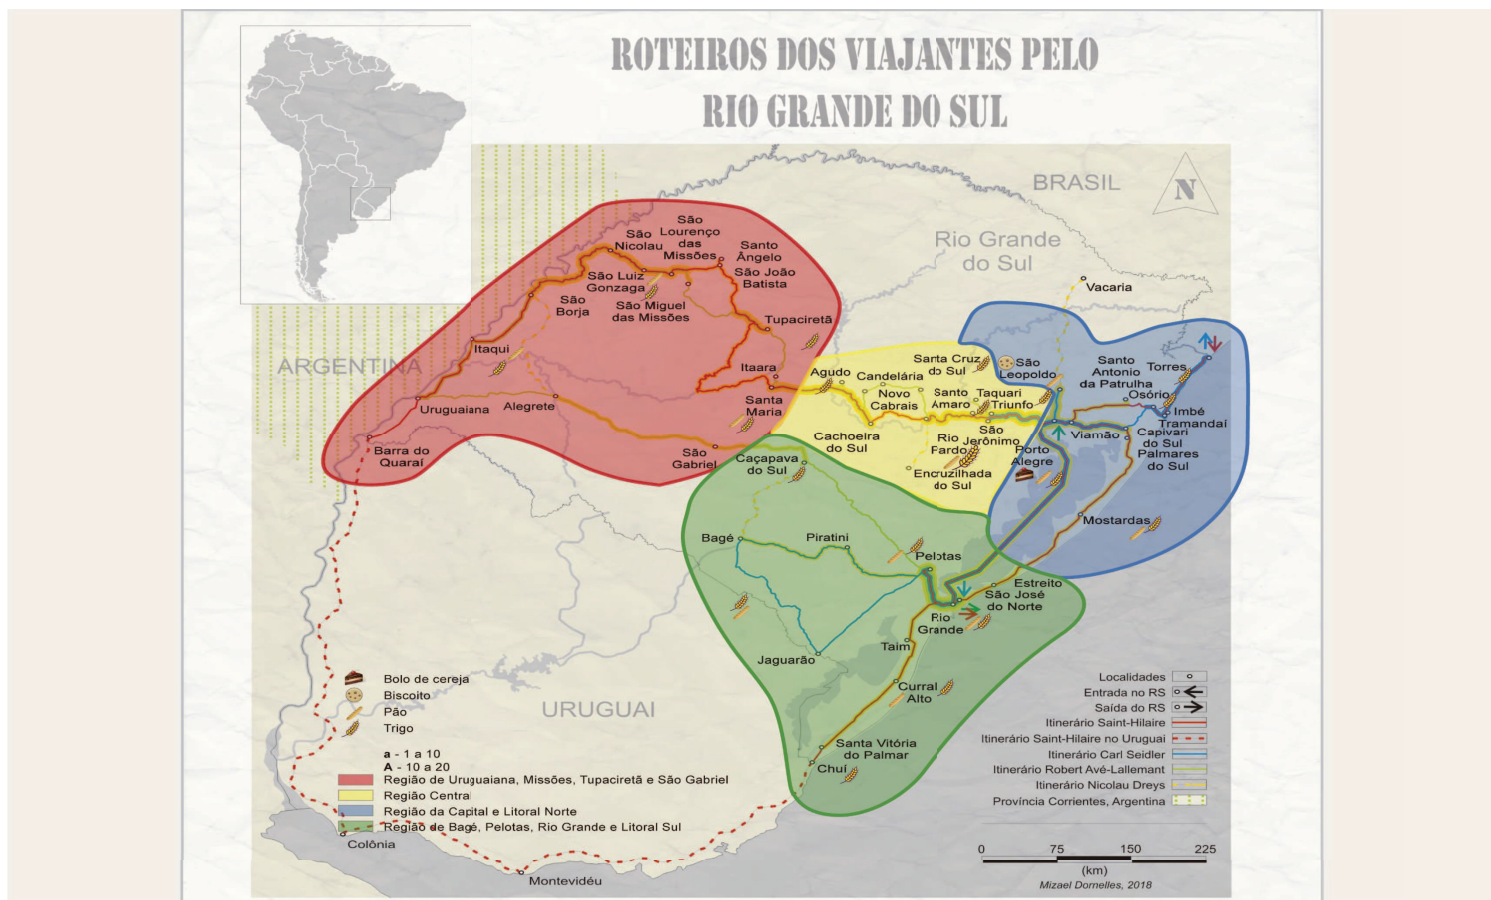 ROTEIROS DOS VIAJANTES PELO
RIO GRANDE DO SUL
BRASIL
N
Rio Grande
do Sul
Vacaria
São
Lourenço
das
Missões
São
Nicolau
Santo
Ângelo
São Luiz
Gonzaga
São João
Batista
São
Borja
São Miguel
das Missões
Tupaciretã
Itaqui
ARGENTINA
Itaara
Uruguaiana
Alegrete
Santa
Maria
Barra do
Quaraí
São
Gabriel
Agudo
Candelária
Santa Cruz
do Sul
São
Leopoldo
Novo
Cabrais
Santo
Amaro
Taquari
Triunfo
Cachoeira
do Sul
Rio
Pardo
São
Jerônimo
Encuzilhada
do Sul
Santo
Antonio
da Patrulha
Torres
Osório
Imbé
Tramandaí
Viamão
Capivari
do Sul
Palmares
do Sul
Porto
Alegre
Mostardas
Caçapava
do Sul
Bagé
Piratini
Pelotas
Estreito
São José
do Norte
Rio
Grande
Taim
Jaguarão
Curral
Alto
Santa Vitória
do Palmar
Chuí
URUGUAI
Colônia
Montevidéu
Bolo de cereja
Biscoito
Pão
Trigo
a - 1 a 10
A - 10 a 20
Região de Uruguaiana, Missões, Tupaciretã e São Gabriel
Região Central
Região da Capital e Litoral Norte
Região de Bagé, Pelotas, Rio Grande e Litoral Sul
Localidades
Entrada no RS
Saída do RS
Itinerário Saint-Hilaire
Itinerário Saint-Hilaire no Uruguai
Itinerário Carl Seidler
Itinerário Robert Avé-Lallemant
Itinerário Nicolau Dreys
Província Corrientes, Argentina
0 75 150 225
(km)
Mizael Dornelles, 2018